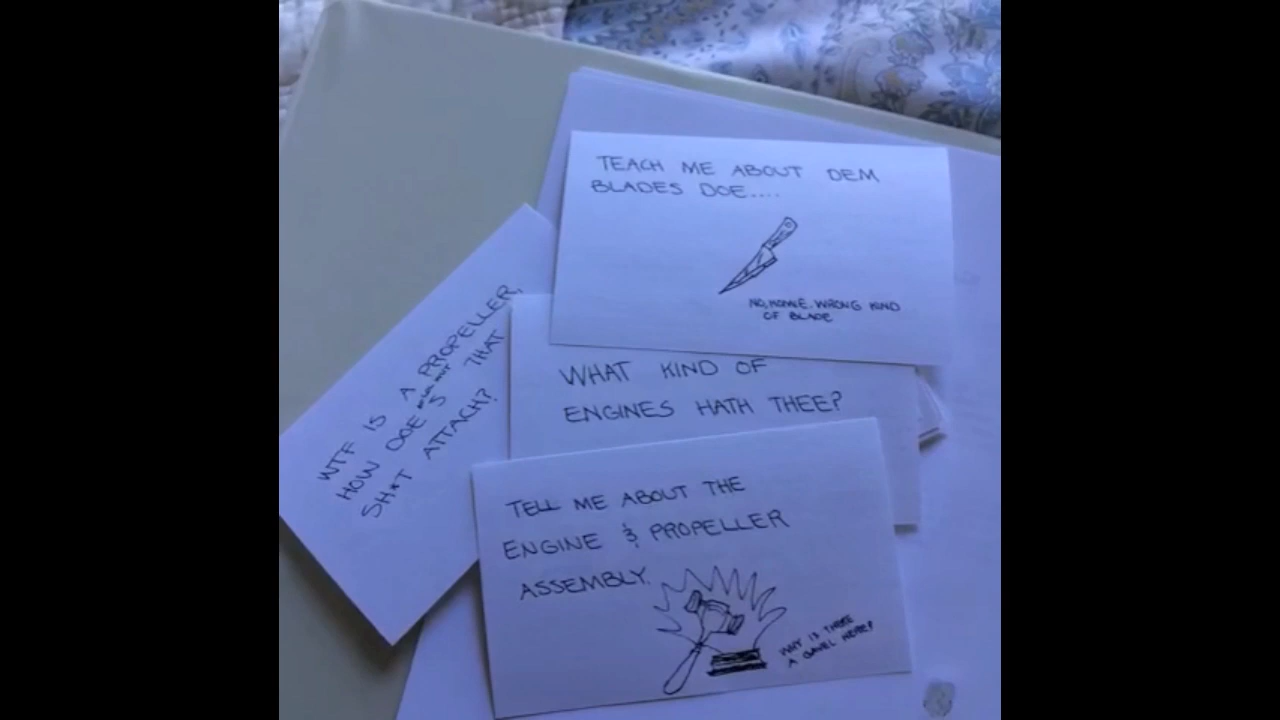 TEACH ME ABOUT DEM
BLADES DOE....
NO, HOMIE. WRONG KIND
OF BLADE
WTF IS A PROPELLER,
HOW DOES THAT
SH*T ATTACH?
WHAT KIND OF
ENGINES HATH THEE?
TELL ME ABOUT THE
ENGINE & PROPELLER
ASSEMBLY.
WHY IS THERE
A GAVEL HERE?